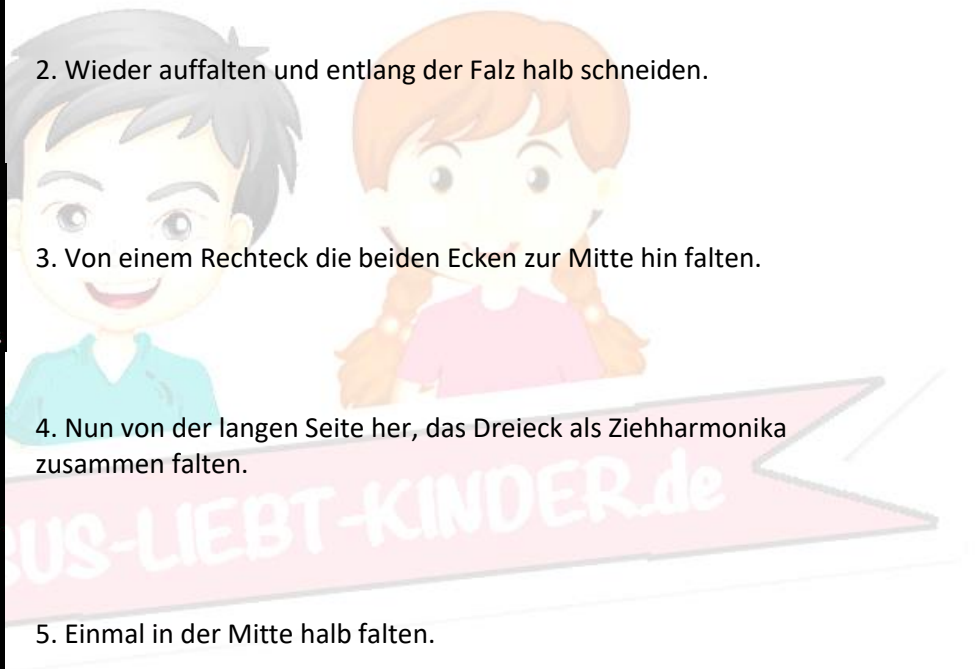 2. Wieder auffalten und entlang der Falz halb schneiden.
3. Von einem Rechteck die beiden Ecken zur Mitte hin falten.
4. Nun von der langen Seite her, das Dreieck als Ziehharmonika
zusammen falten.
US-LIEBT-KINDER.de
5. Einmal in der Mitte halb falten.